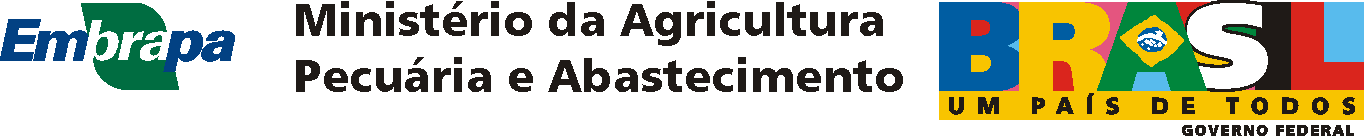 Embrapa
Ministério da Agricultura
Pecuária e Abastecimento
BRASIL
UM PAÍS DE TODOS
GOVERNO FEDERAL